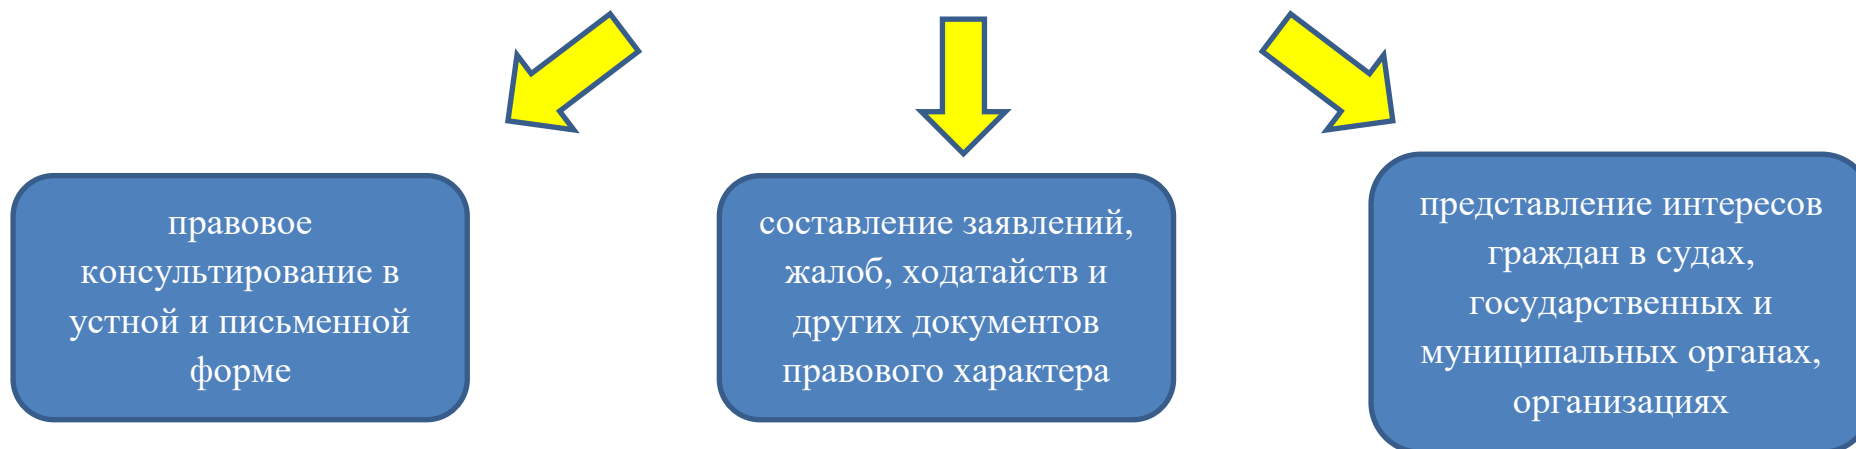 правовое
консультирование в
устной и письменной
форме
составление заявлений,
жалоб, ходатайств и
других документов
правового характера
представление интересов
граждан в судах,
государственных и
муниципальных органах,
организациях